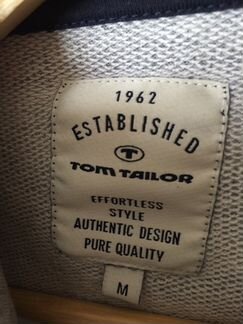 1962
ESTABLISHED
T
TOM TAILOR
EFFORTLESS
STYLE
AUTHENTIC DESIGN
PURE QUALITY
M